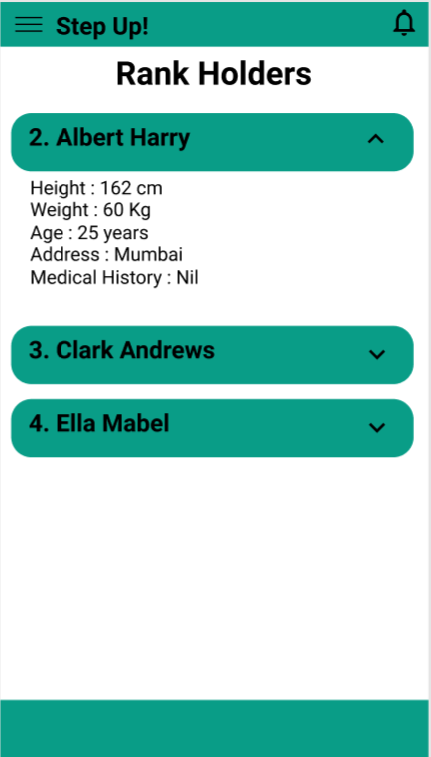 Step Up!
Rank Holders
2. Albert Harry
Height : 162 cm
Weight : 60 Kg
Age : 25 years
Address : Mumbai
Medical History : Nil
3. Clark Andrews
4. Ella Mabel